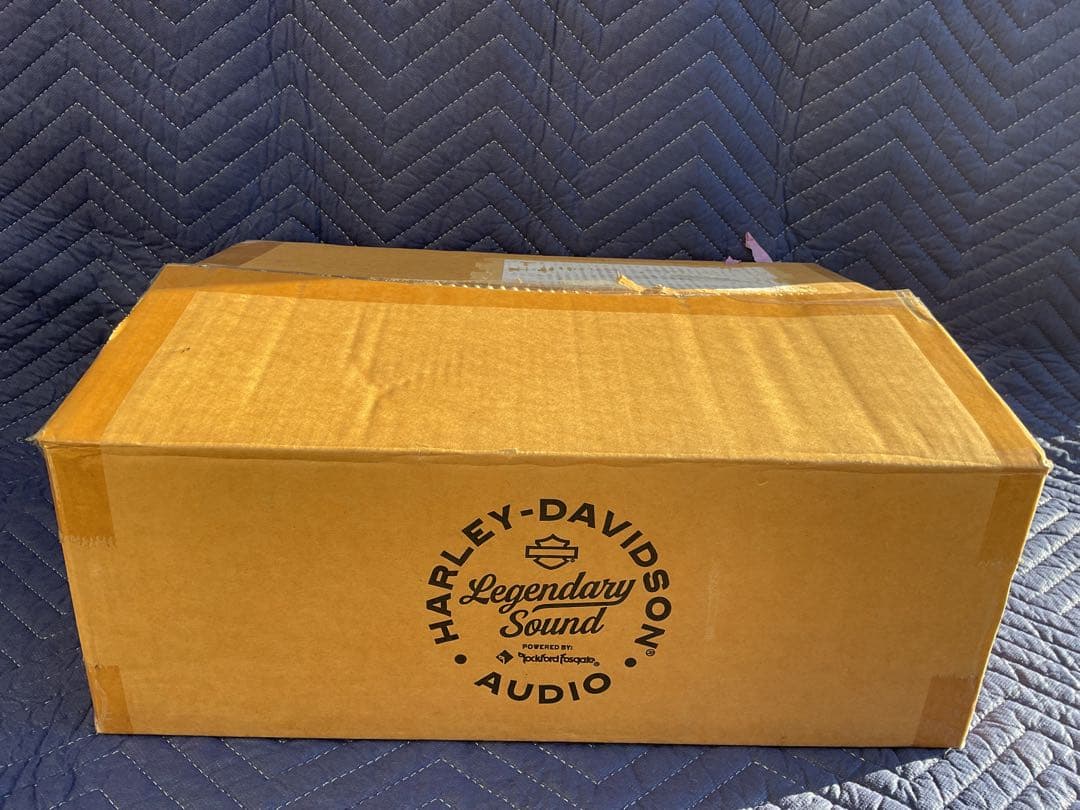 HARLEY-DAVIDSON®
Legendary
Sound
POWERED BY:
Rockford Fosgate®
• AUDIO •